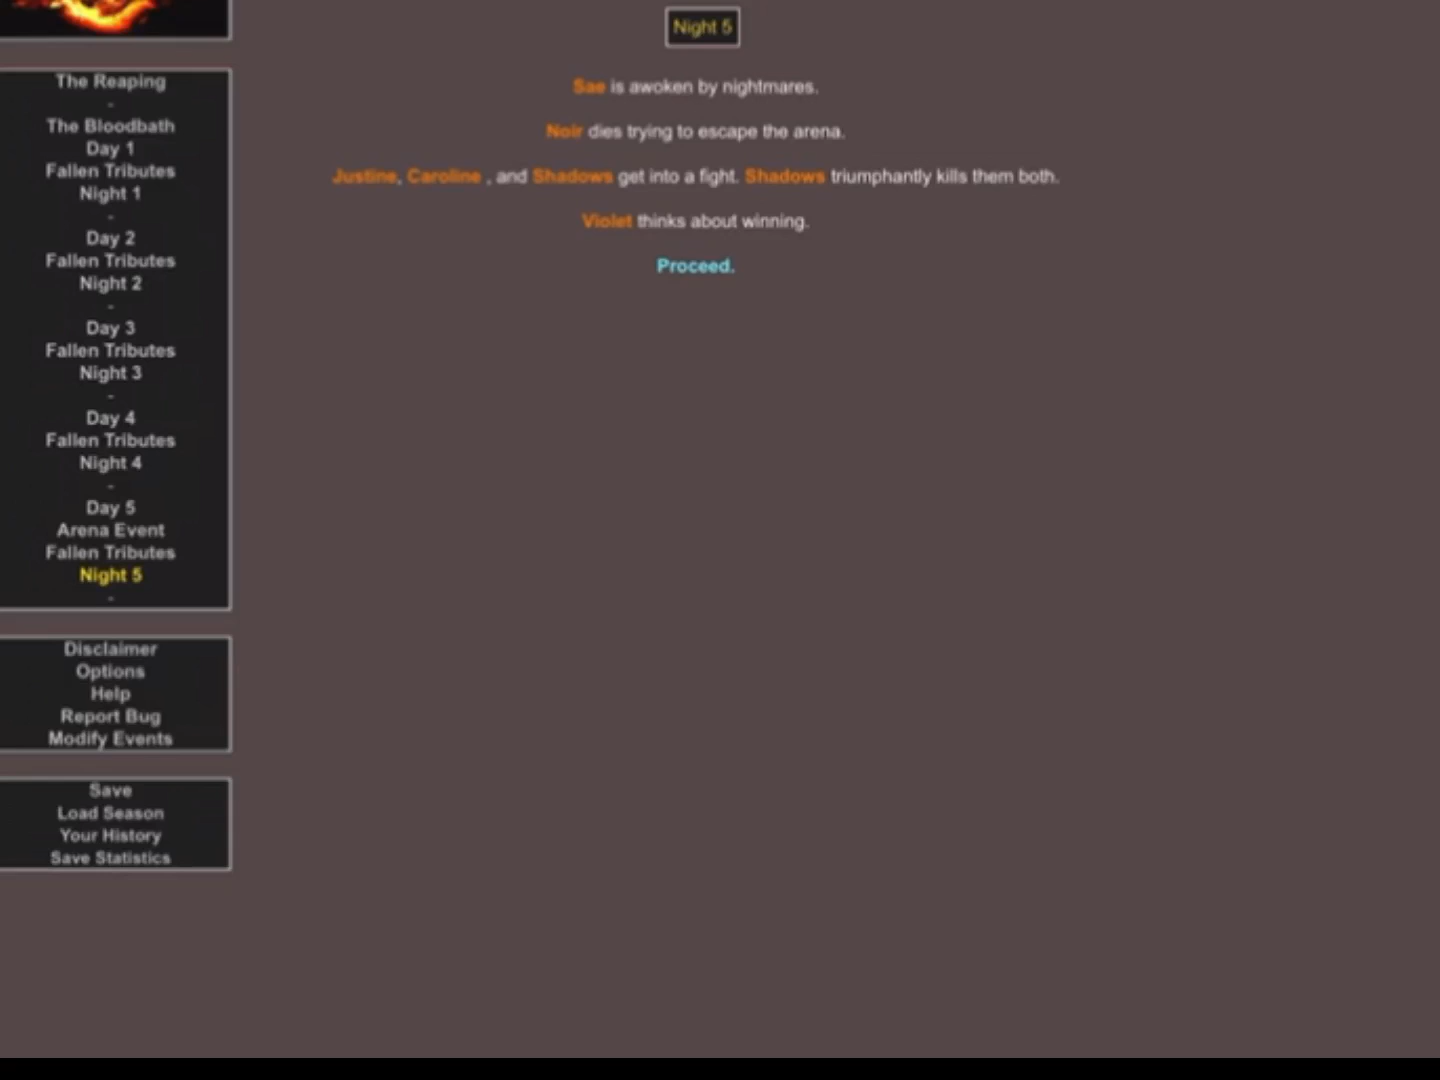 Night 5
Sae is awoken by nightmares.
Noir dies trying to escape the arena.
Justine, Caroline , and Shadows get into a fight. Shadows triumphantly kills them both.
Violet thinks about winning.
Proceed.
The Reaping
-
The Bloodbath
Day 1
Fallen Tributes
Night 1
-
Day 2
Fallen Tributes
Night 2
-
Day 3
Fallen Tributes
Night 3
-
Day 4
Fallen Tributes
Night 4
-
Day 5
Arena Event
Fallen Tributes
Night 5
-
Disclaimer
Options
Help
Report Bug
Modify Events
Save
Load Season
Your History
Save Statistics